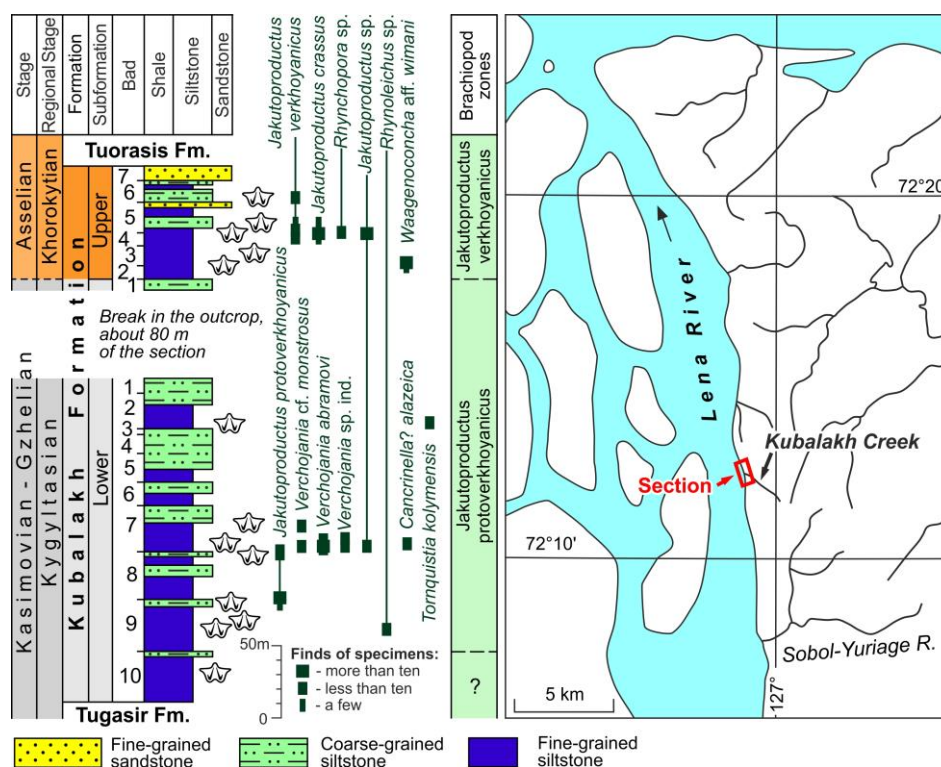 Stage
Regional Stage
Formation
Subformation
Bad
Shale
Siltstone
Sandstone
Jakutoproductus
verkhoyanicus
Jakutoproductus crassus
Rhynchopora sp.
Jakutoproductus sp.
Rhynoleichus sp.
Waagenoconcha aff. wimani
Brachiopod
zones
Tuorasis Fm.
Asselian
Khorokytian
Upper
7
6
5
4
3
2
1
Jakutoproductus
verkhoyanicus
Break in the outcrop,
about 80 m
of the section
Kasimovian - Gzhelian
Kygyltasian
Kubalakh Formation
Lower
1
2
3
4
5
6
7
8
9
10
Jakutoproductus protoverkhoyanicus
Verchojania cf. monstrosus
Verchojania abramovi
Verchojania sp. ind.
Cancrinella? alazeica
Tornquistia kolymensis
Jakutoproductus
protoverkhoyanicus
?
50m
0
Finds of specimens:
- more than ten
- less than ten
- a few
Tugasir Fm.
72°20
Lena River
Kubalakh Creek
Section
72°10'
Sobol-Yuriage R.
127°
5 km
Fine-grained
sandstone
Coarse-grained
siltstone
Fine-grained
siltstone